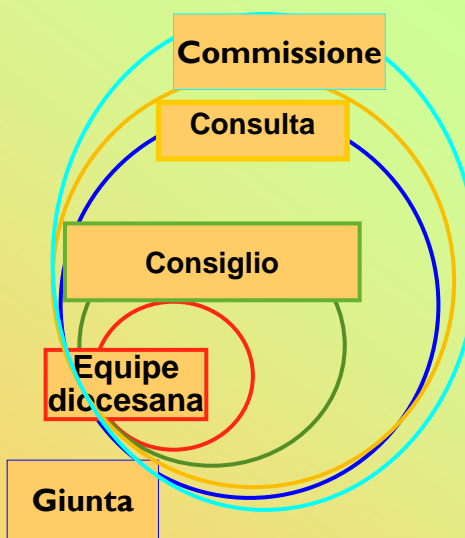 Commissione
Consulta
Consiglio
Equipe
diocesana
Giunta